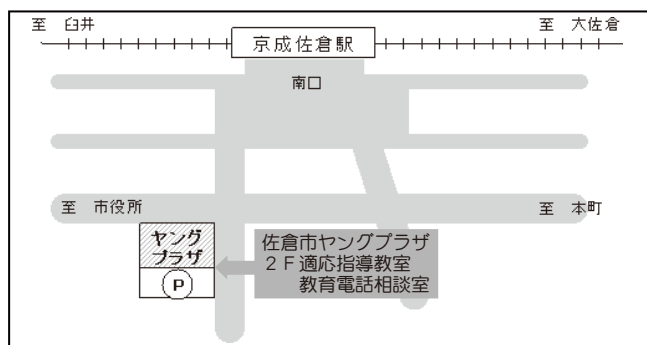 至 臼井
至 大佐倉
京成佐倉駅
南口
至 市役所
至 本町
ヤング
プラザ
P
佐倉市ヤングプラザ
２Ｆ適応指導教室
教育電話相談室